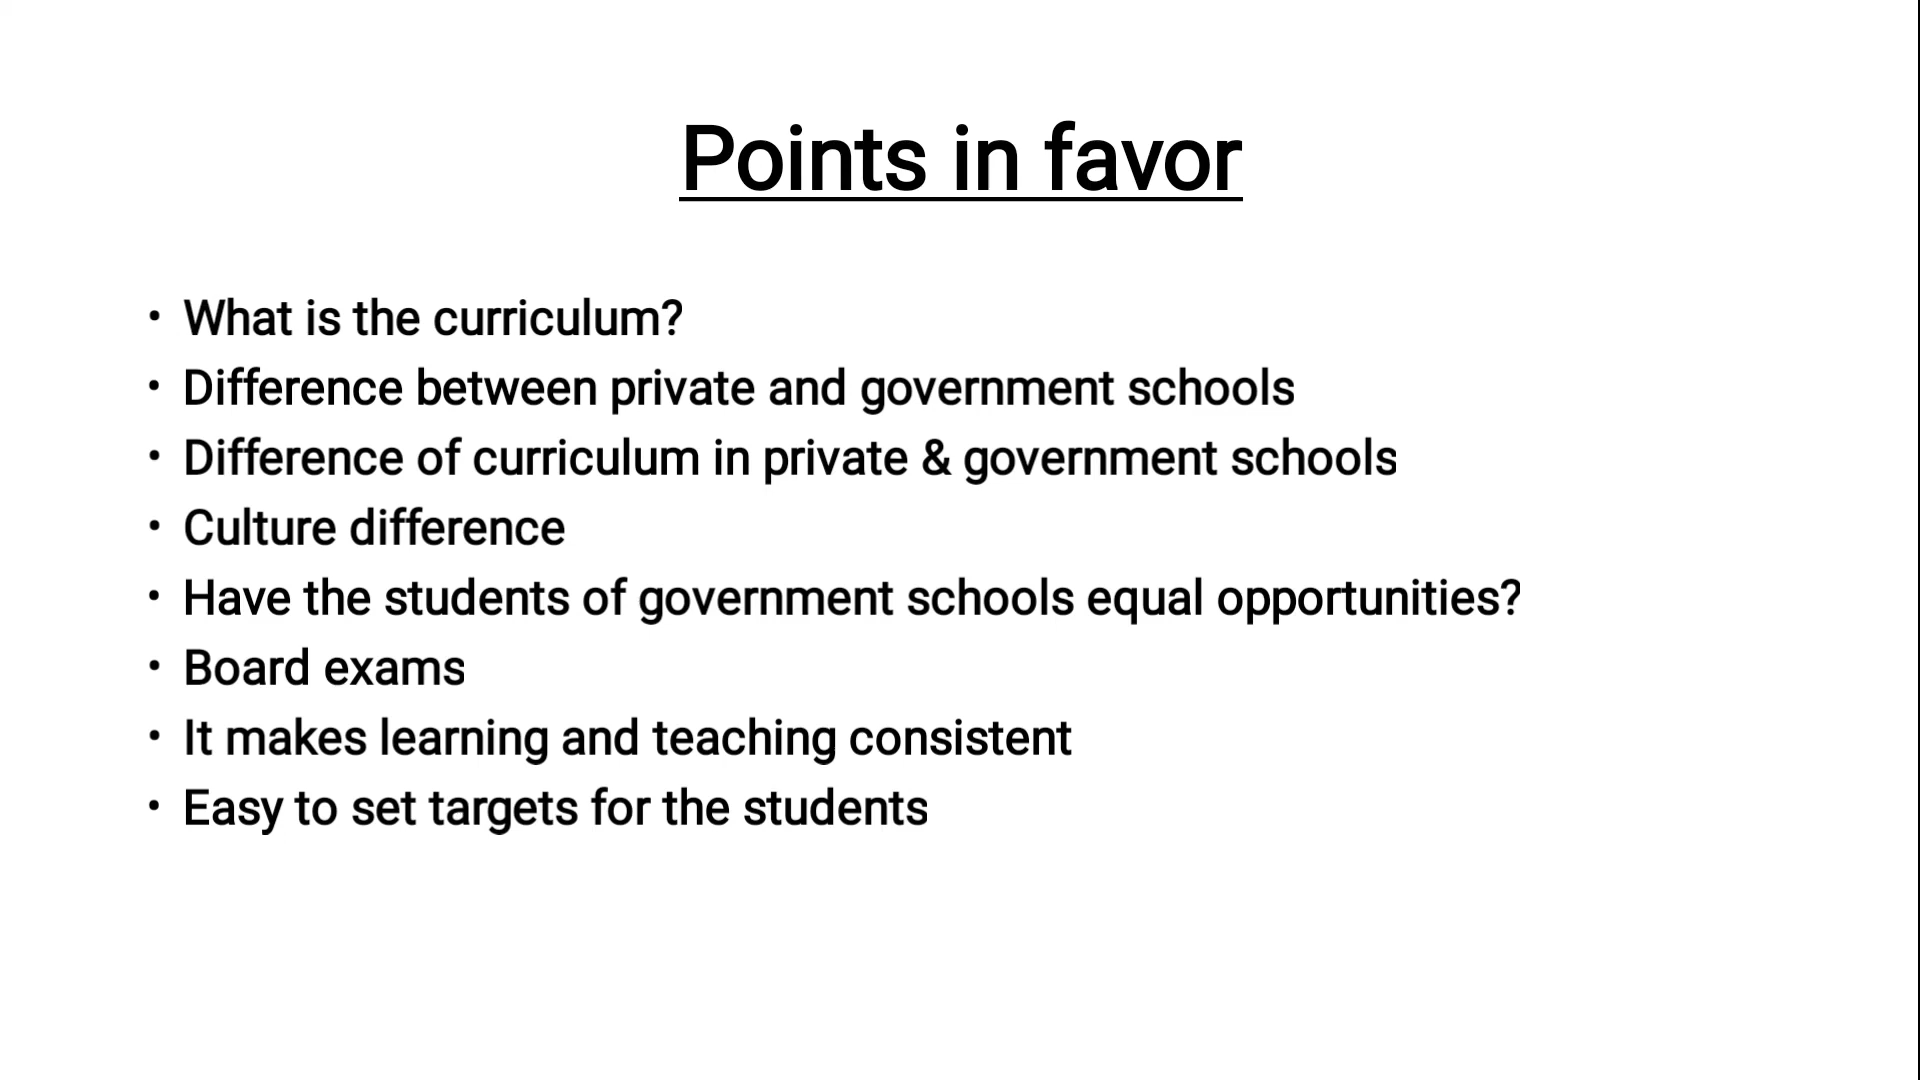 Points in favor
• What is the curriculum?
• Difference between private and government schools
• Difference of curriculum in private & government schools
• Culture difference
• Have the students of government schools equal opportunities?
• Board exams
• It makes learning and teaching consistent
• Easy to set targets for the students